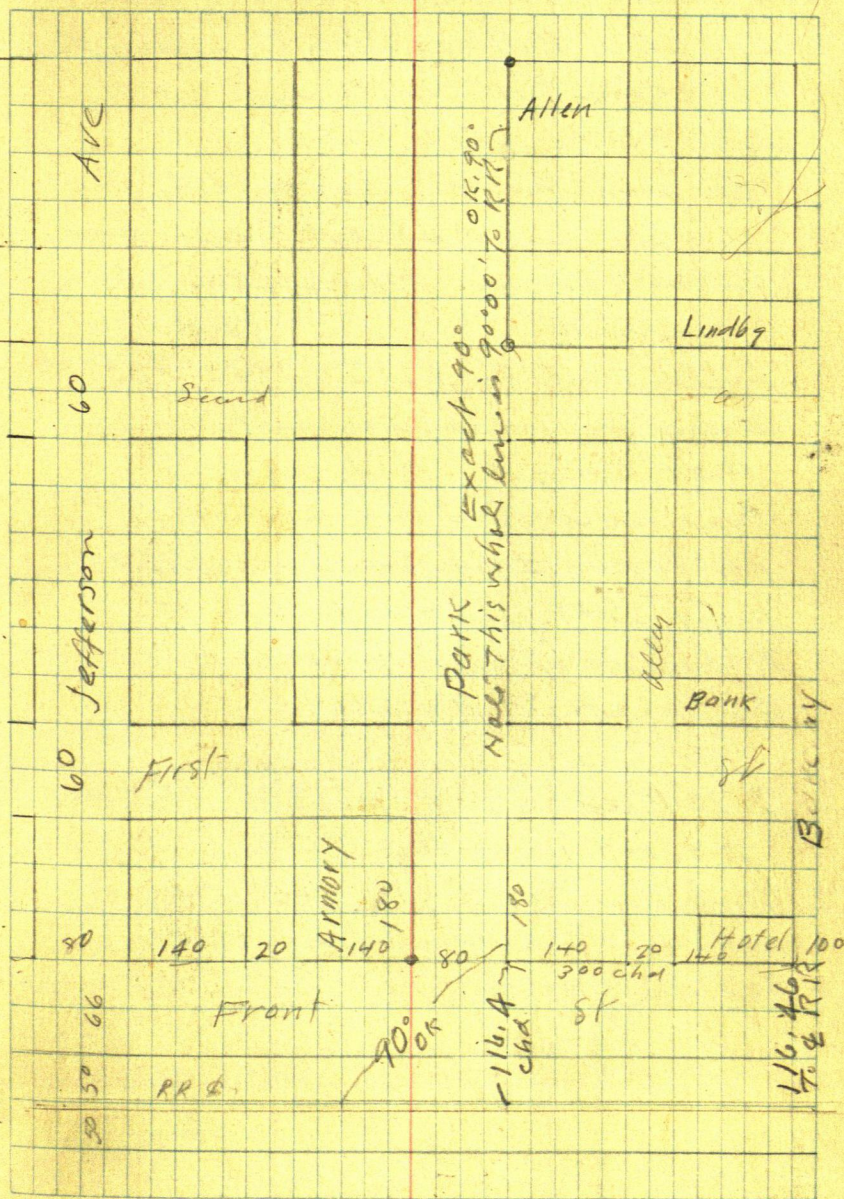 Ave
Allen
OK 90°
Exact 90°
Note This whole line is 90°00' to RR
Park
Lindbg
60
Second
Jefferson
Alley
Bank
60
First
St
Armory
180
180
Hotel
80
140
20
140
80
140
20
140
100
300 chd
66
Front
St
90°
OK
116.4
chd
116.46
To ⅊ RR
50
50
RR ⅊